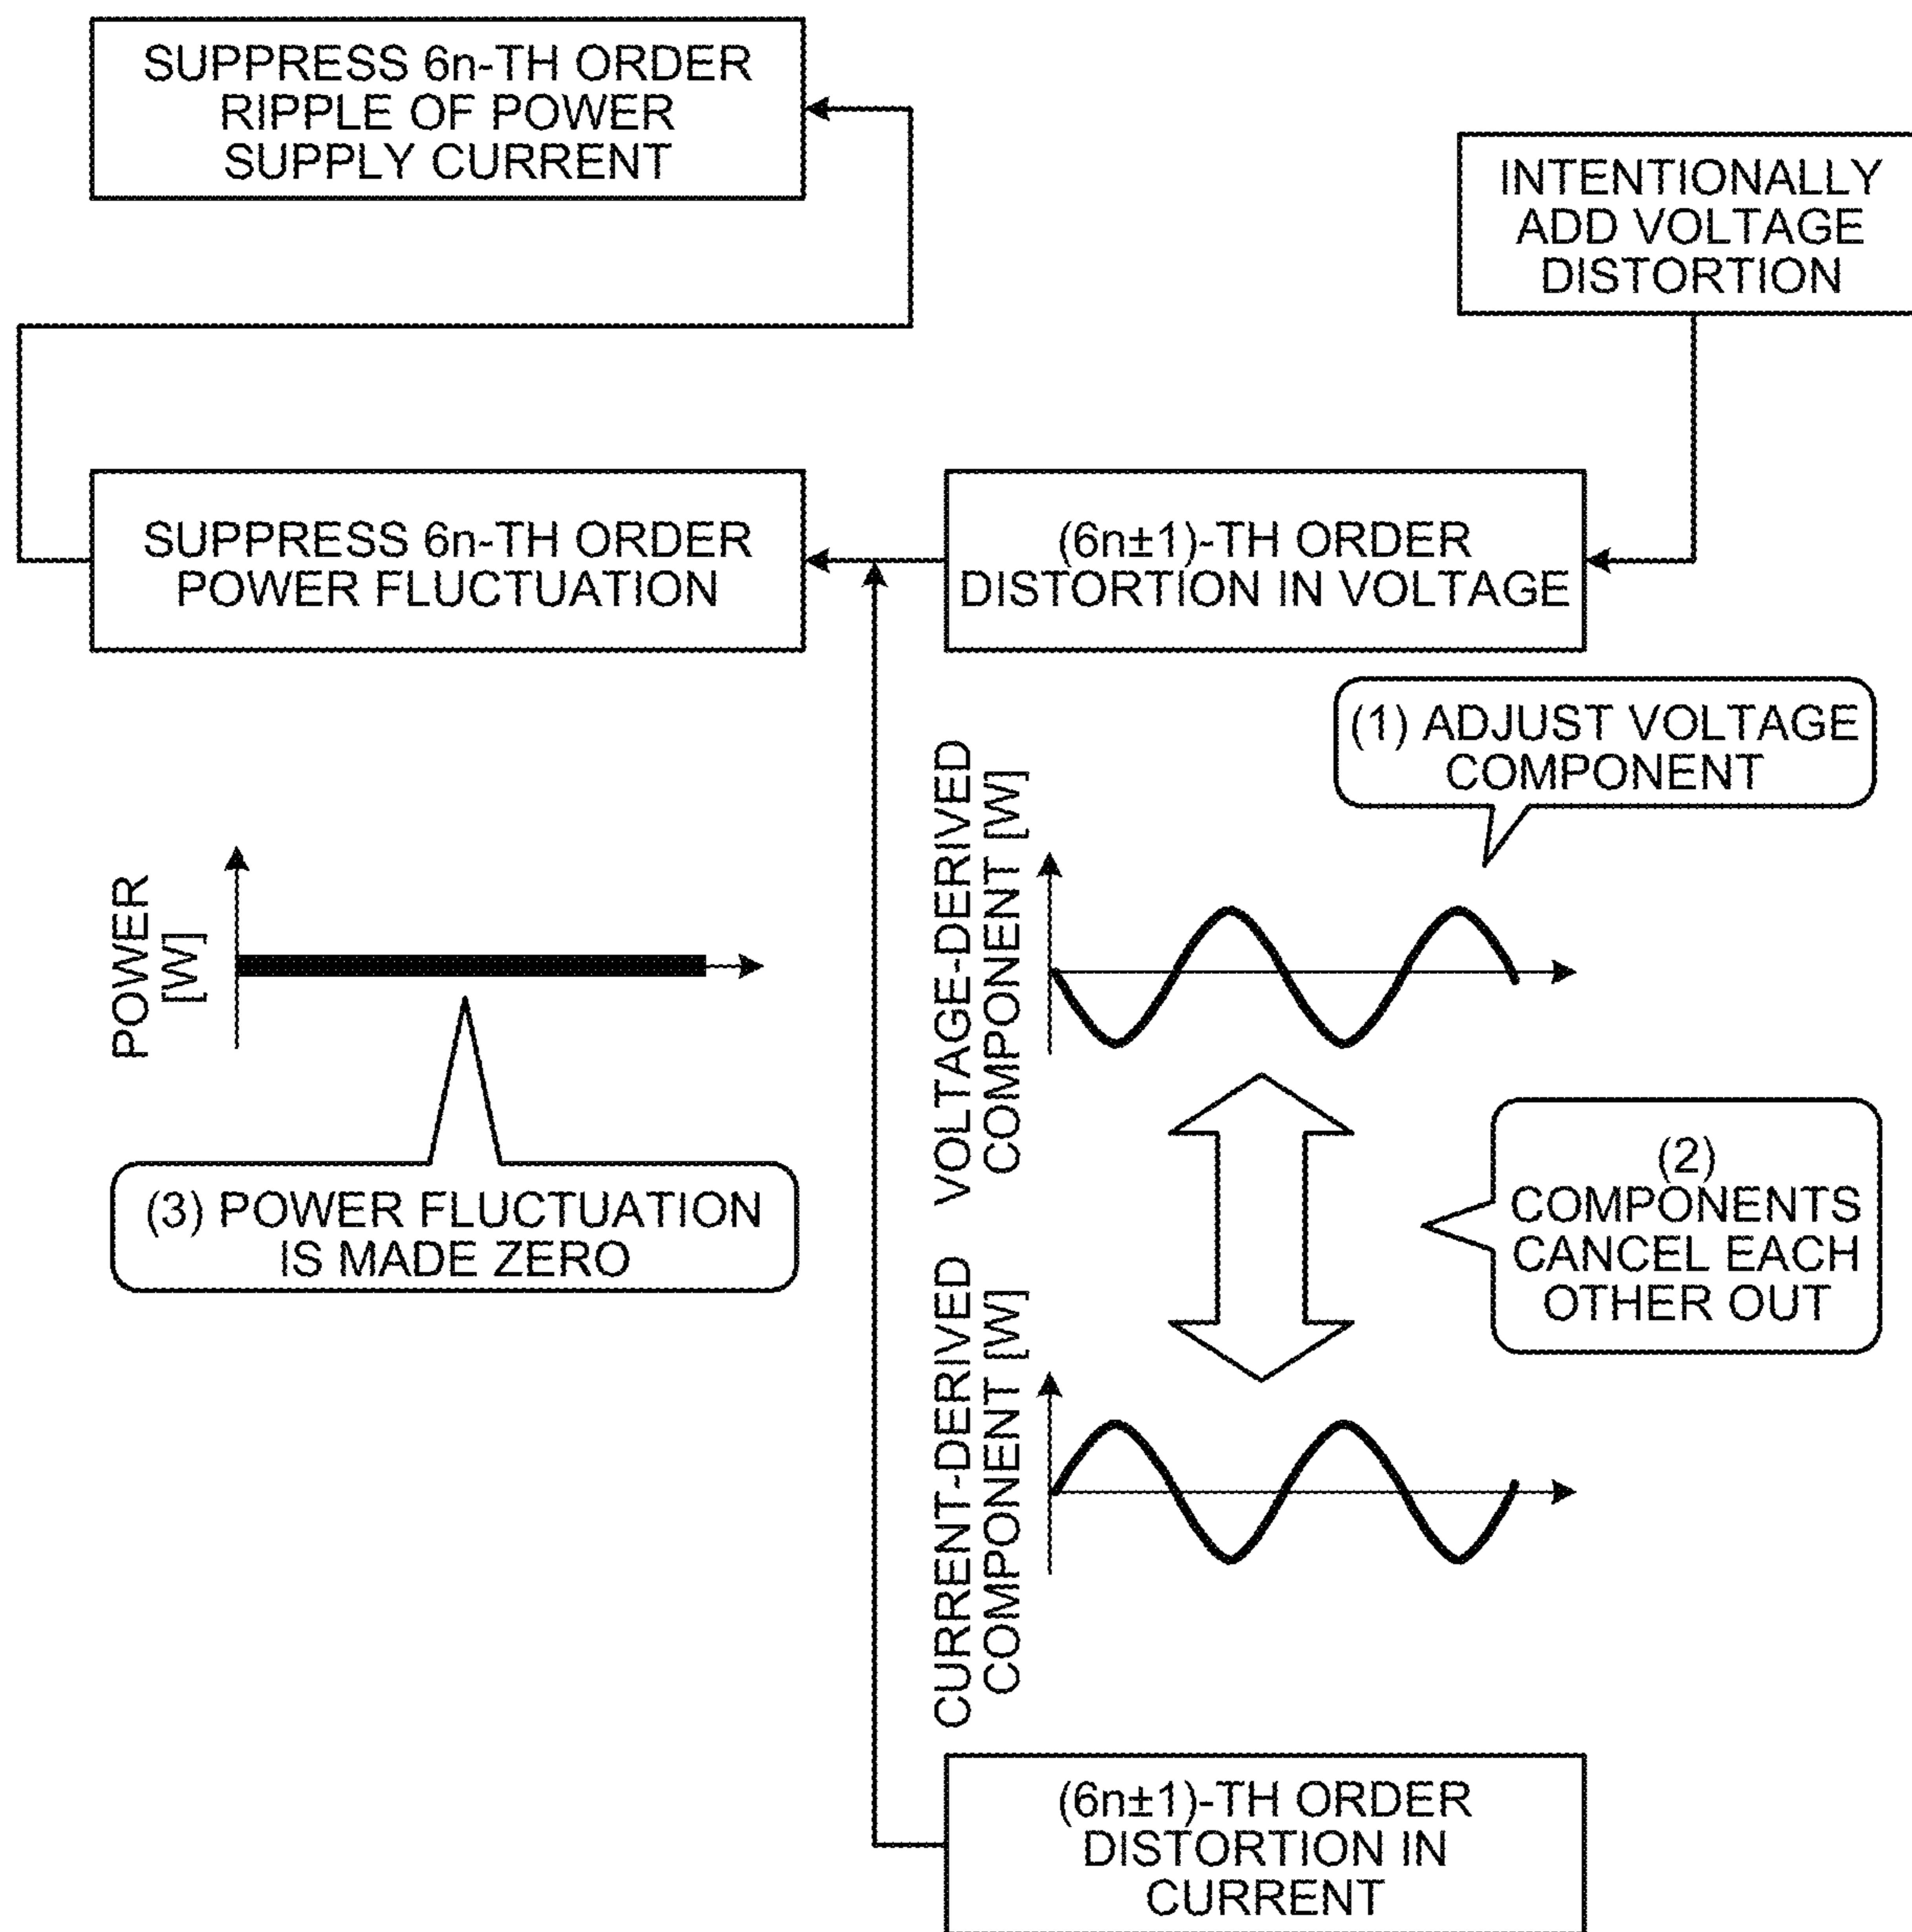 SUPPRESS 6n-TH ORDER
RIPPLE OF POWER
SUPPLY CURRENT
INTENTIONALLY
ADD VOLTAGE
DISTORTION
SUPPRESS 6n-TH ORDER
POWER FLUCTUATION
(6n±1)-TH ORDER
DISTORTION IN VOLTAGE
(1) ADJUST VOLTAGE
COMPONENT
POWER
[W]
VOLTAGE-DERIVED
COMPONENT [W]
(3) POWER FLUCTUATION
IS MADE ZERO
(2)
COMPONENTS
CANCEL EACH
OTHER OUT
CURRENT-DERIVED
COMPONENT [W]
(6n±1)-TH ORDER
DISTORTION IN
CURRENT